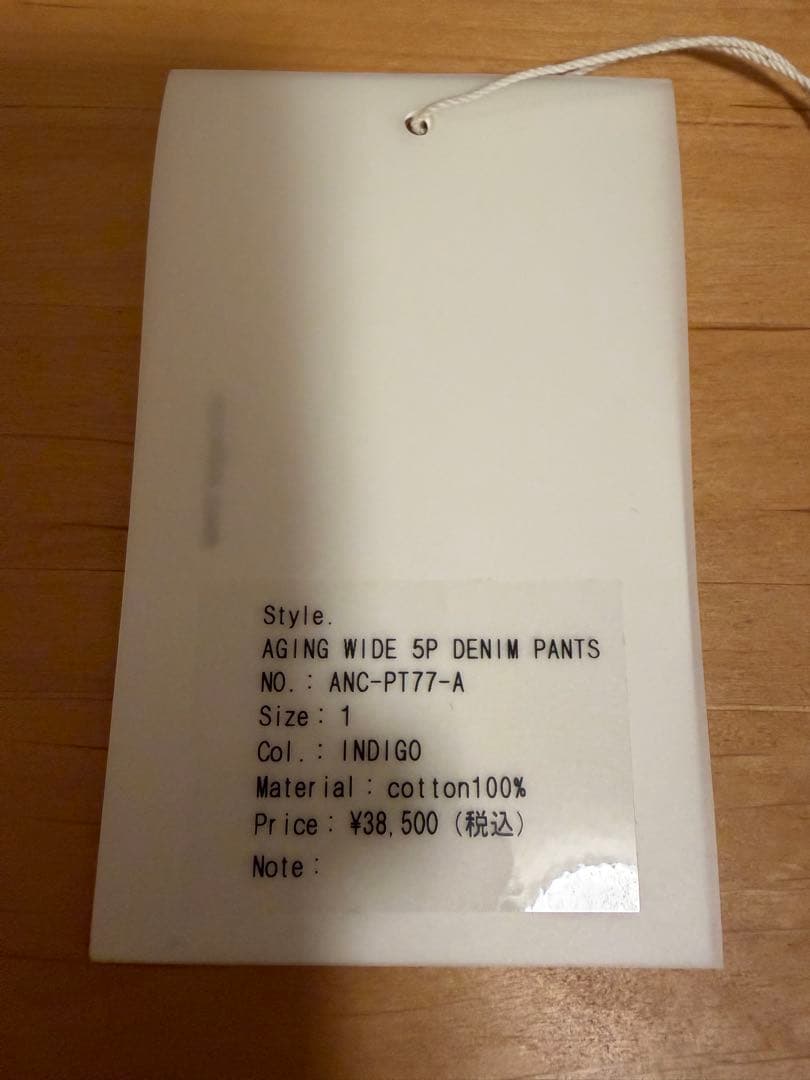 Style.
AGING WIDE 5P DENIM PANTS
NO.: ANC-PT77-A
Size: 1
Col.: INDIGO
Material: cotton100%
Price: ¥38,500 (税込)
Note: